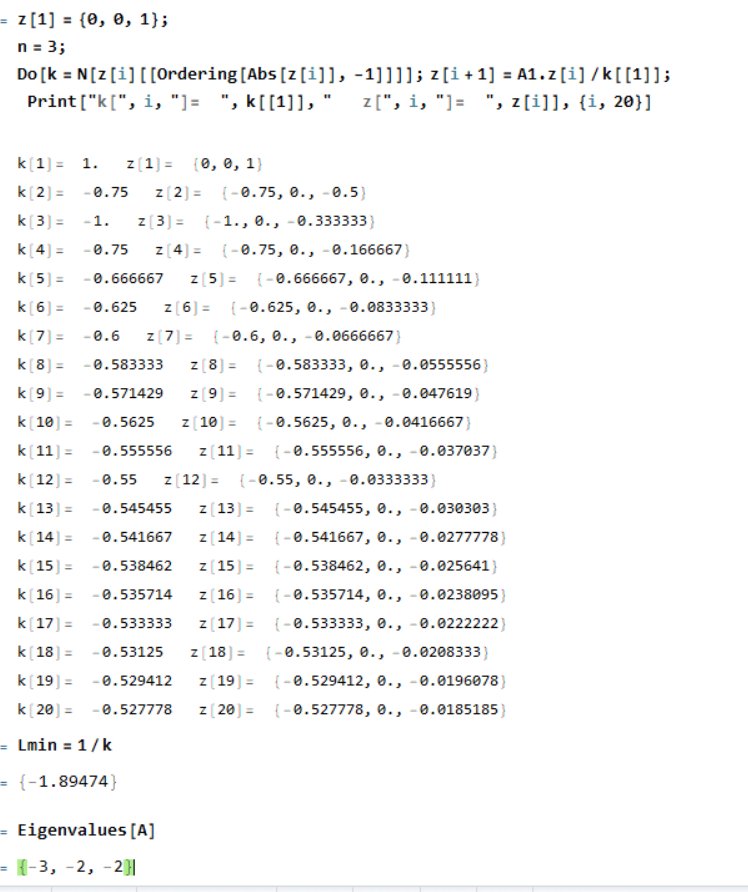 = z[1] = {0, 0, 1};
n = 3;
Do[k = N[z[i][[Ordering[Abs[z[i]], -1]]]]; z[i + 1] = A1.z[i] / k[[1]];
Print["k[", i, "]= ", k[[1]], " z[", i, "]= ", z[i]], {i, 20}]
k[1]= 1. z[1]= {0, 0, 1}
k[2]= -0.75 z[2]= {-0.75, 0., -0.5}
k[3]= -1. z[3]= {-1., 0., -0.333333}
k[4]= -0.75 z[4]= {-0.75, 0., -0.166667}
k[5]= -0.666667 z[5]= {-0.666667, 0., -0.111111}
k[6]= -0.625 z[6]= {-0.625, 0., -0.0833333}
k[7]= -0.6 z[7]= {-0.6, 0., -0.0666667}
k[8]= -0.583333 z[8]= {-0.583333, 0., -0.0555556}
k[9]= -0.571429 z[9]= {-0.571429, 0., -0.047619}
k[10]= -0.5625 z[10]= {-0.5625, 0., -0.0416667}
k[11]= -0.555556 z[11]= {-0.555556, 0., -0.037037}
k[12]= -0.55 z[12]= {-0.55, 0., -0.0333333}
k[13]= -0.545455 z[13]= {-0.545455, 0., -0.030303}
k[14]= -0.541667 z[14]= {-0.541667, 0., -0.0277778}
k[15]= -0.538462 z[15]= {-0.538462, 0., -0.025641}
k[16]= -0.535714 z[16]= {-0.535714, 0., -0.0238095}
k[17]= -0.533333 z[17]= {-0.533333, 0., -0.0222222}
k[18]= -0.53125 z[18]= {-0.53125, 0., -0.0208333}
k[19]= -0.529412 z[19]= {-0.529412, 0., -0.0196078}
k[20]= -0.527778 z[20]= {-0.527778, 0., -0.0185185}
= Lmin = 1 / k
= {-1.89474}
= Eigenvalues[A]
= {-3, -2, -2}